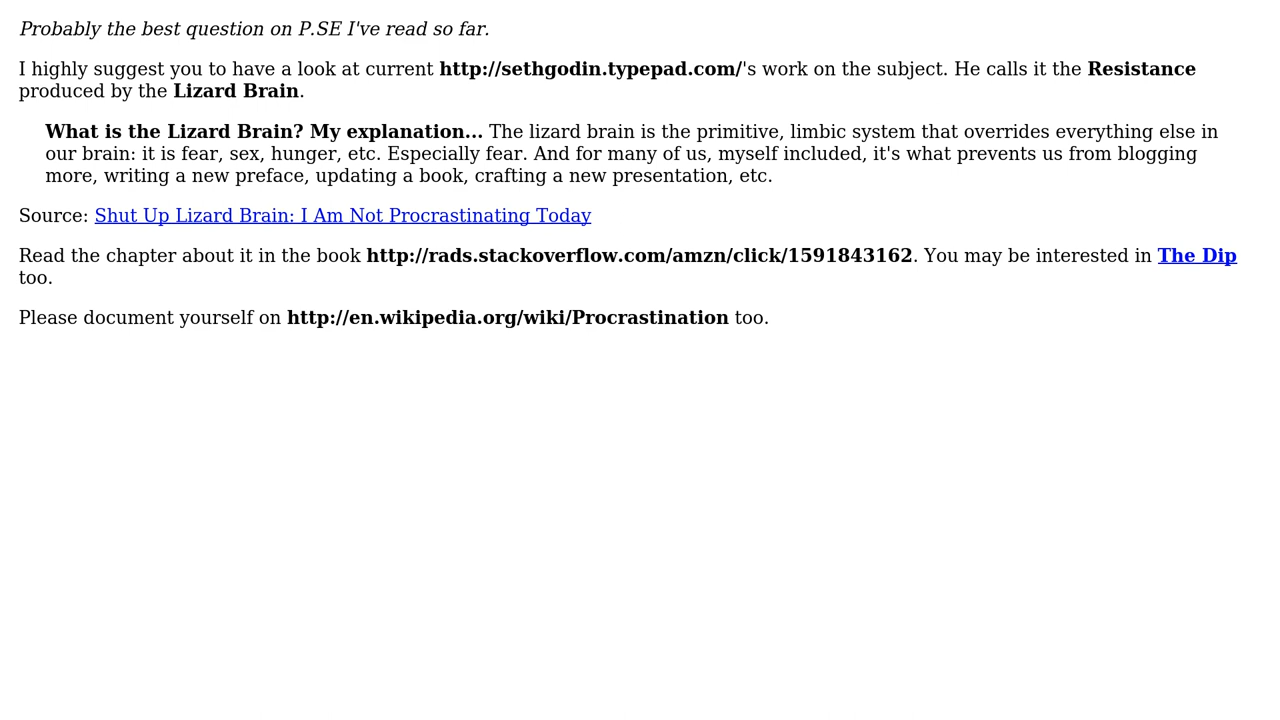 Probably the best question on P.SE I've read so far.
I highly suggest you to have a look at current http://sethgodin.typepad.com/'s work on the subject. He calls it the Resistance
produced by the Lizard Brain.
What is the Lizard Brain? My explanation... The lizard brain is the primitive, limbic system that overrides everything else in
our brain: it is fear, sex, hunger, etc. Especially fear. And for many of us, myself included, it's what prevents us from blogging
more, writing a new preface, updating a book, crafting a new presentation, etc.
Source: Shut Up Lizard Brain: I Am Not Procrastinating Today
Read the chapter about it in the book http://rads.stackoverflow.com/amzn/click/1591843162. You may be interested in The Dip
too.
Please document yourself on http://en.wikipedia.org/wiki/Procrastination too.